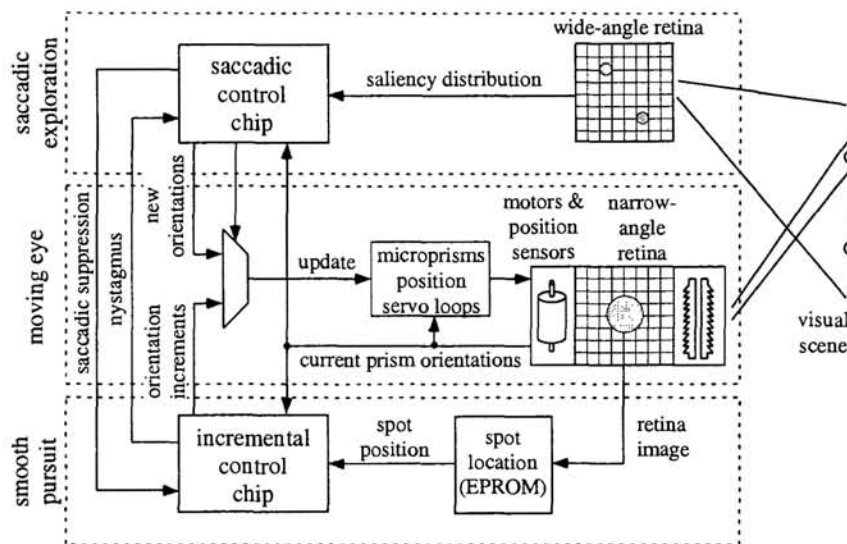 saccadic
exploration
saccadic
control
chip
saliency distribution
wide-angle retina
moving eye
saccadic suppression
nystagmus
new
orientations
orientation
increments
update
microprisms
position
servo loops
motors &
position
sensors
narrow-
angle
retina
current prism orientations
visual
scene
smooth
pursuit
incremental
control
chip
spot
position
spot
location
(EPROM)
retina
image